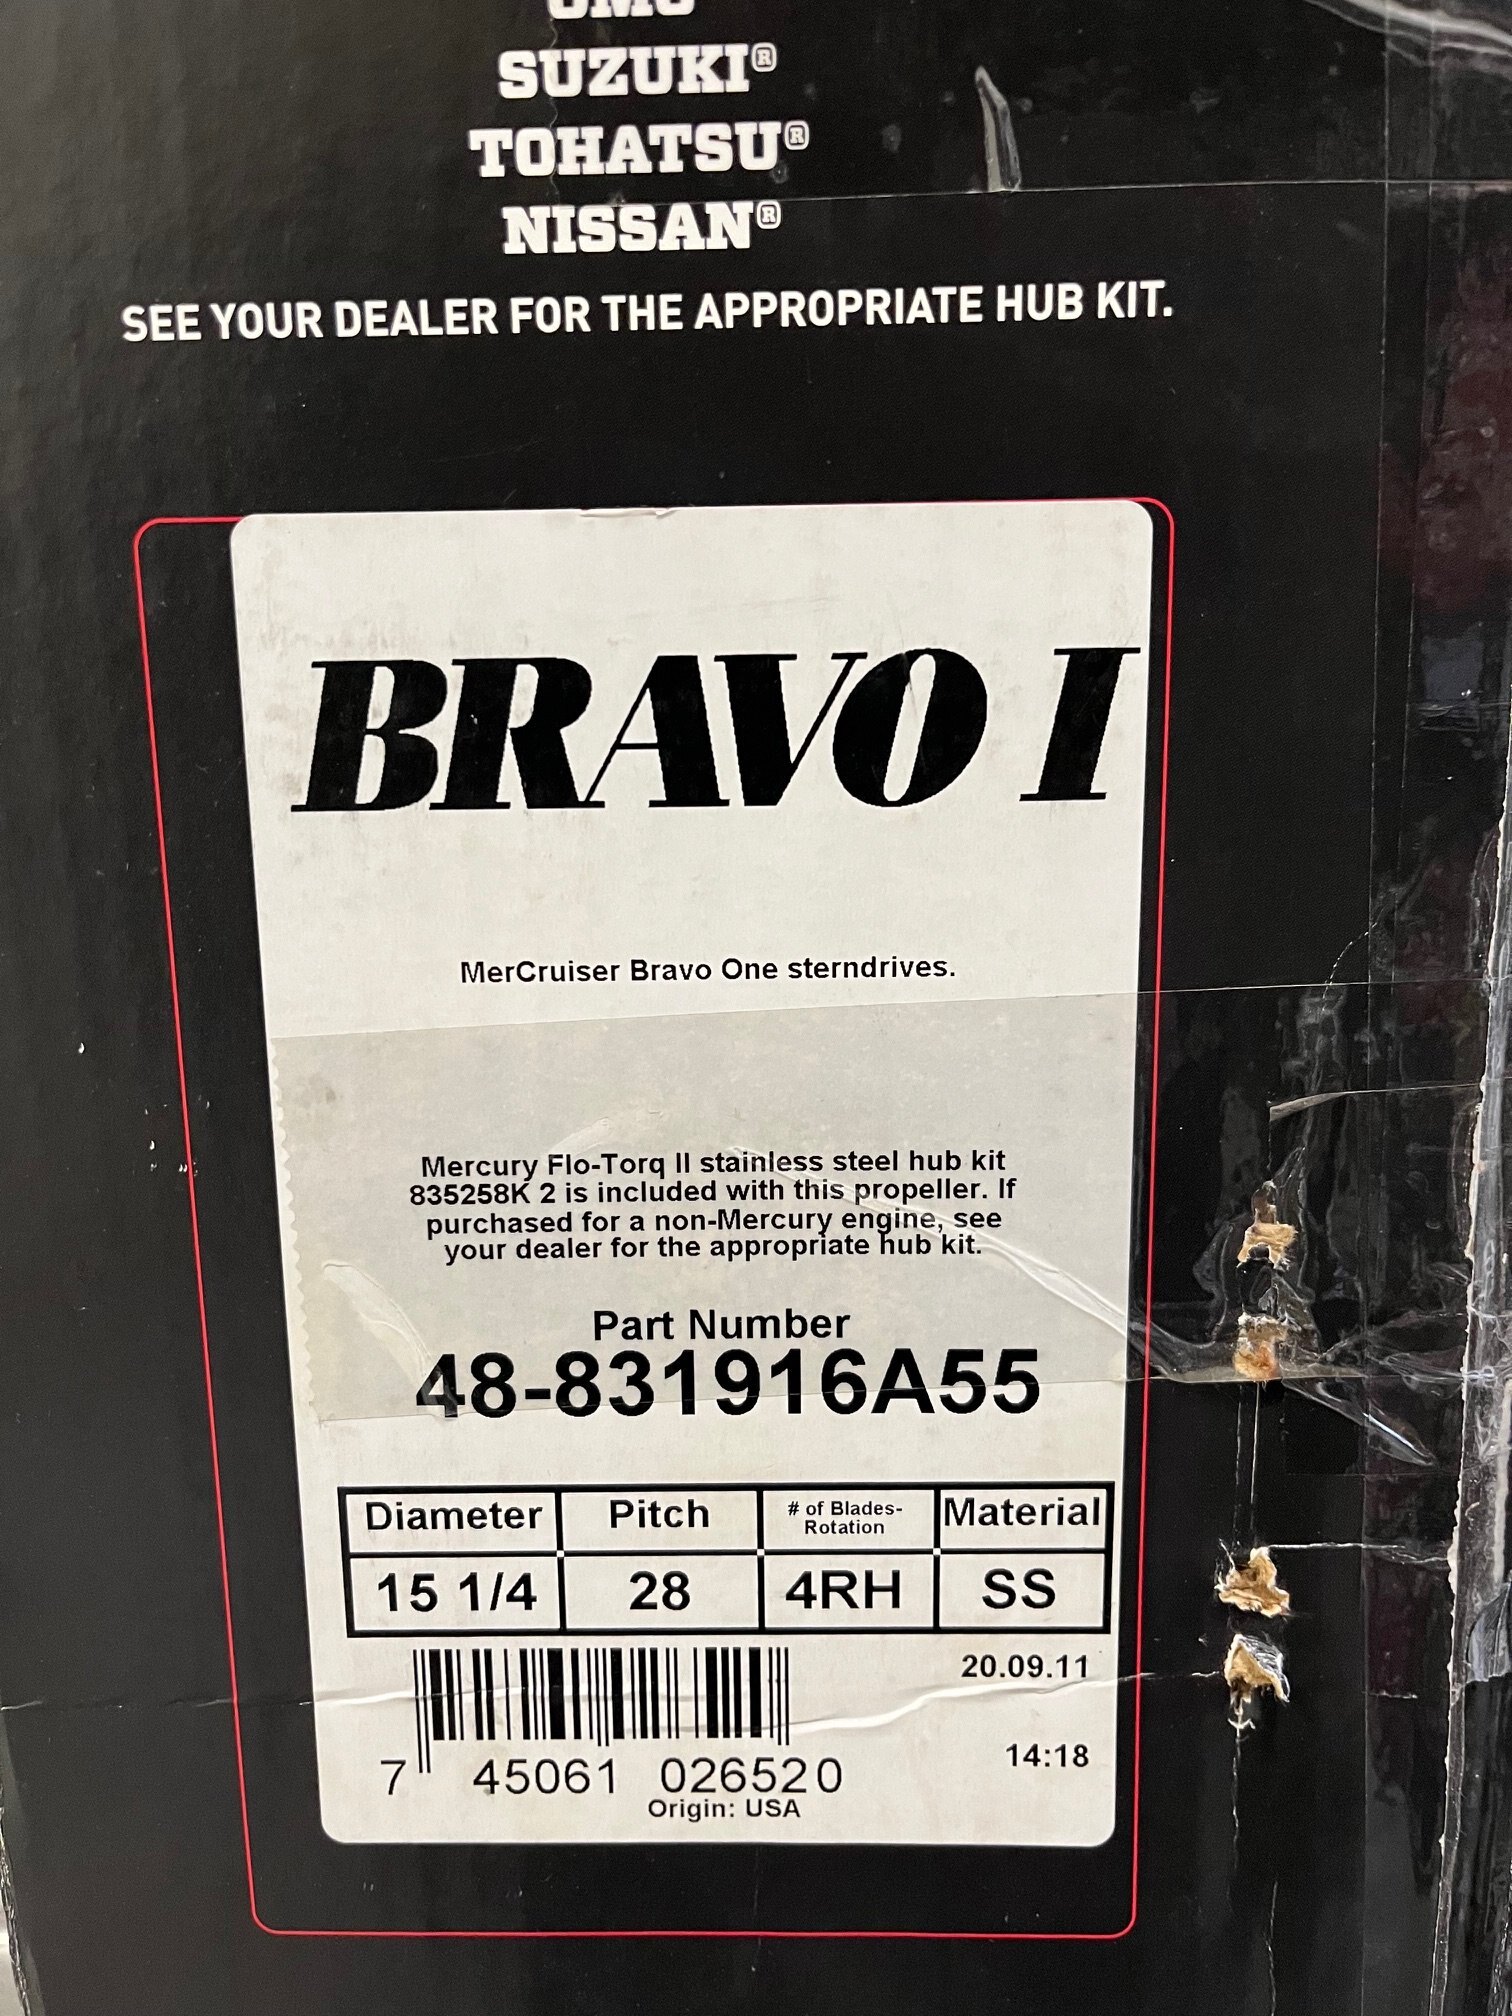 OMC
SUZUKI®
TOHATSU®
NISSAN®
SEE YOUR DEALER FOR THE APPROPRIATE HUB KIT.
BRAVO I
MerCruiser Bravo One sterndrives.
Mercury Flo-Torq II stainless steel hub kit
835258K 2 is included with this propeller. If
purchased for a non-Mercury engine, see
your dealer for the appropriate hub kit.
Part Number
48-831916A55
Diameter Pitch # of Blades- Material
Rotation
15 1/4 28 4RH SS
20.09.11
14:18
7 45061 026520
Origin: USA